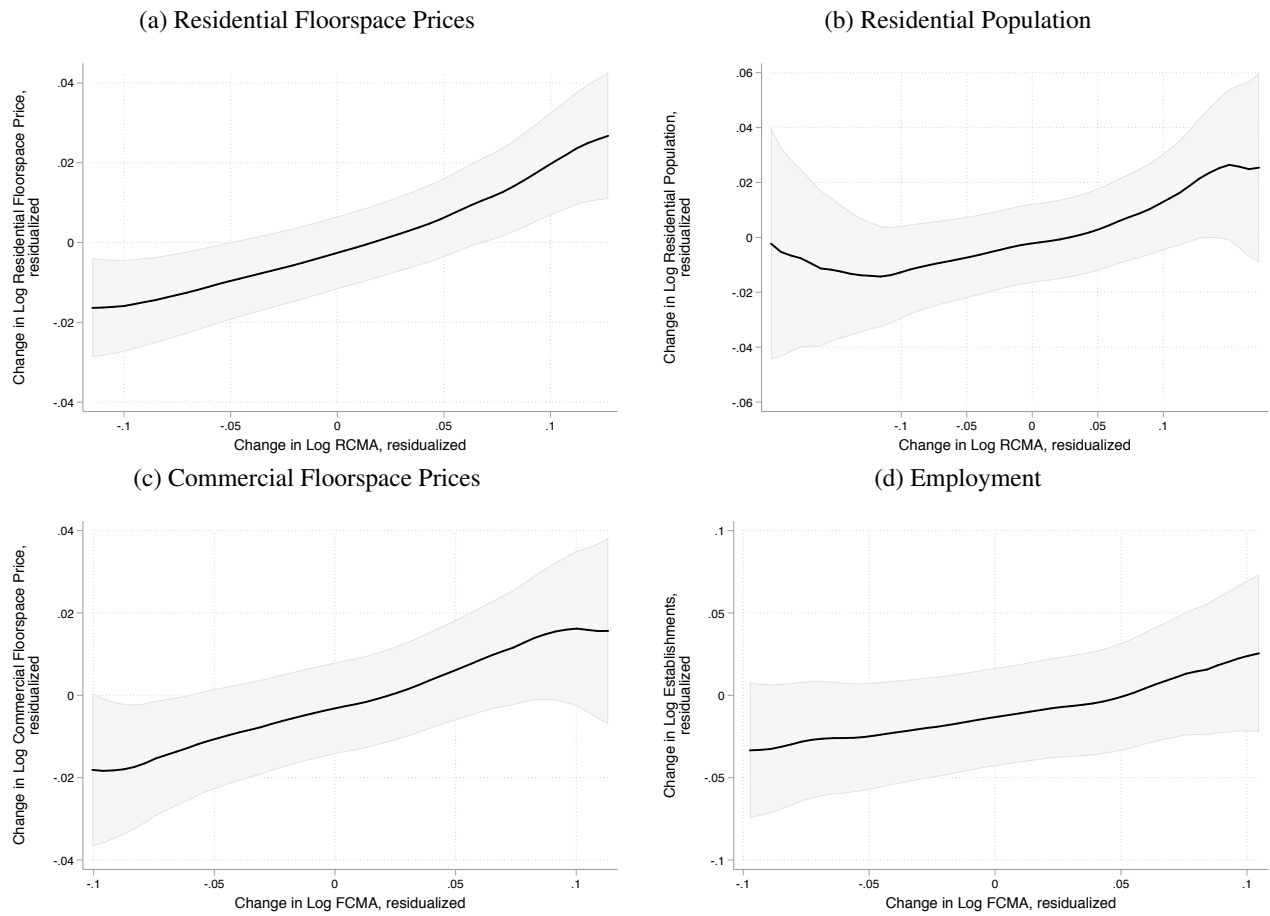 (a) Residential Floorspace Prices
Change in Log Residential Floorspace Price,
residualized
.04
.02
0
-.02
-.04
-.1
-.05
0
.05
.1
Change in Log RCMA, residualized
(b) Residential Population
Change in Log Residential Population,
residualized
.06
.04
.02
0
-.02
-.04
-.06
-.1
-.05
0
.05
.1
Change in Log RCMA, residualized
(c) Commercial Floorspace Prices
Change in Log Commercial Floorspace Price,
residualized
.04
.02
0
-.02
-.04
-.1
-.05
0
.05
.1
Change in Log FCMA, residualized
(d) Employment
Change in Log Establishments,
residualized
.1
.05
0
-.05
-.1
-.1
-.05
0
.05
.1
Change in Log FCMA, residualized